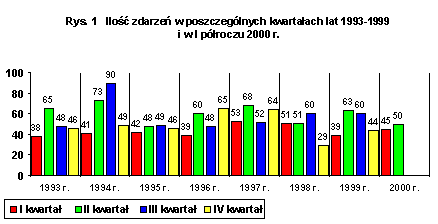 Rys. 1 Ilość zdarzeń w poszczególnych kwartałach lat 1993-1999
i w I półroczu 2000 r.
100
80
60
40
20
0
38 65 48 46 41 73 90 49 42 48 49 46 39 60 48 65 53 68 52 64 51 51 60 29 39 63 60 44 45 50
1993 r. 1994 r. 1995 r. 1996 r. 1997 r. 1998 r. 1999 r. 2000 r.
I kwartał II kwartał III kwartał IV kwartał